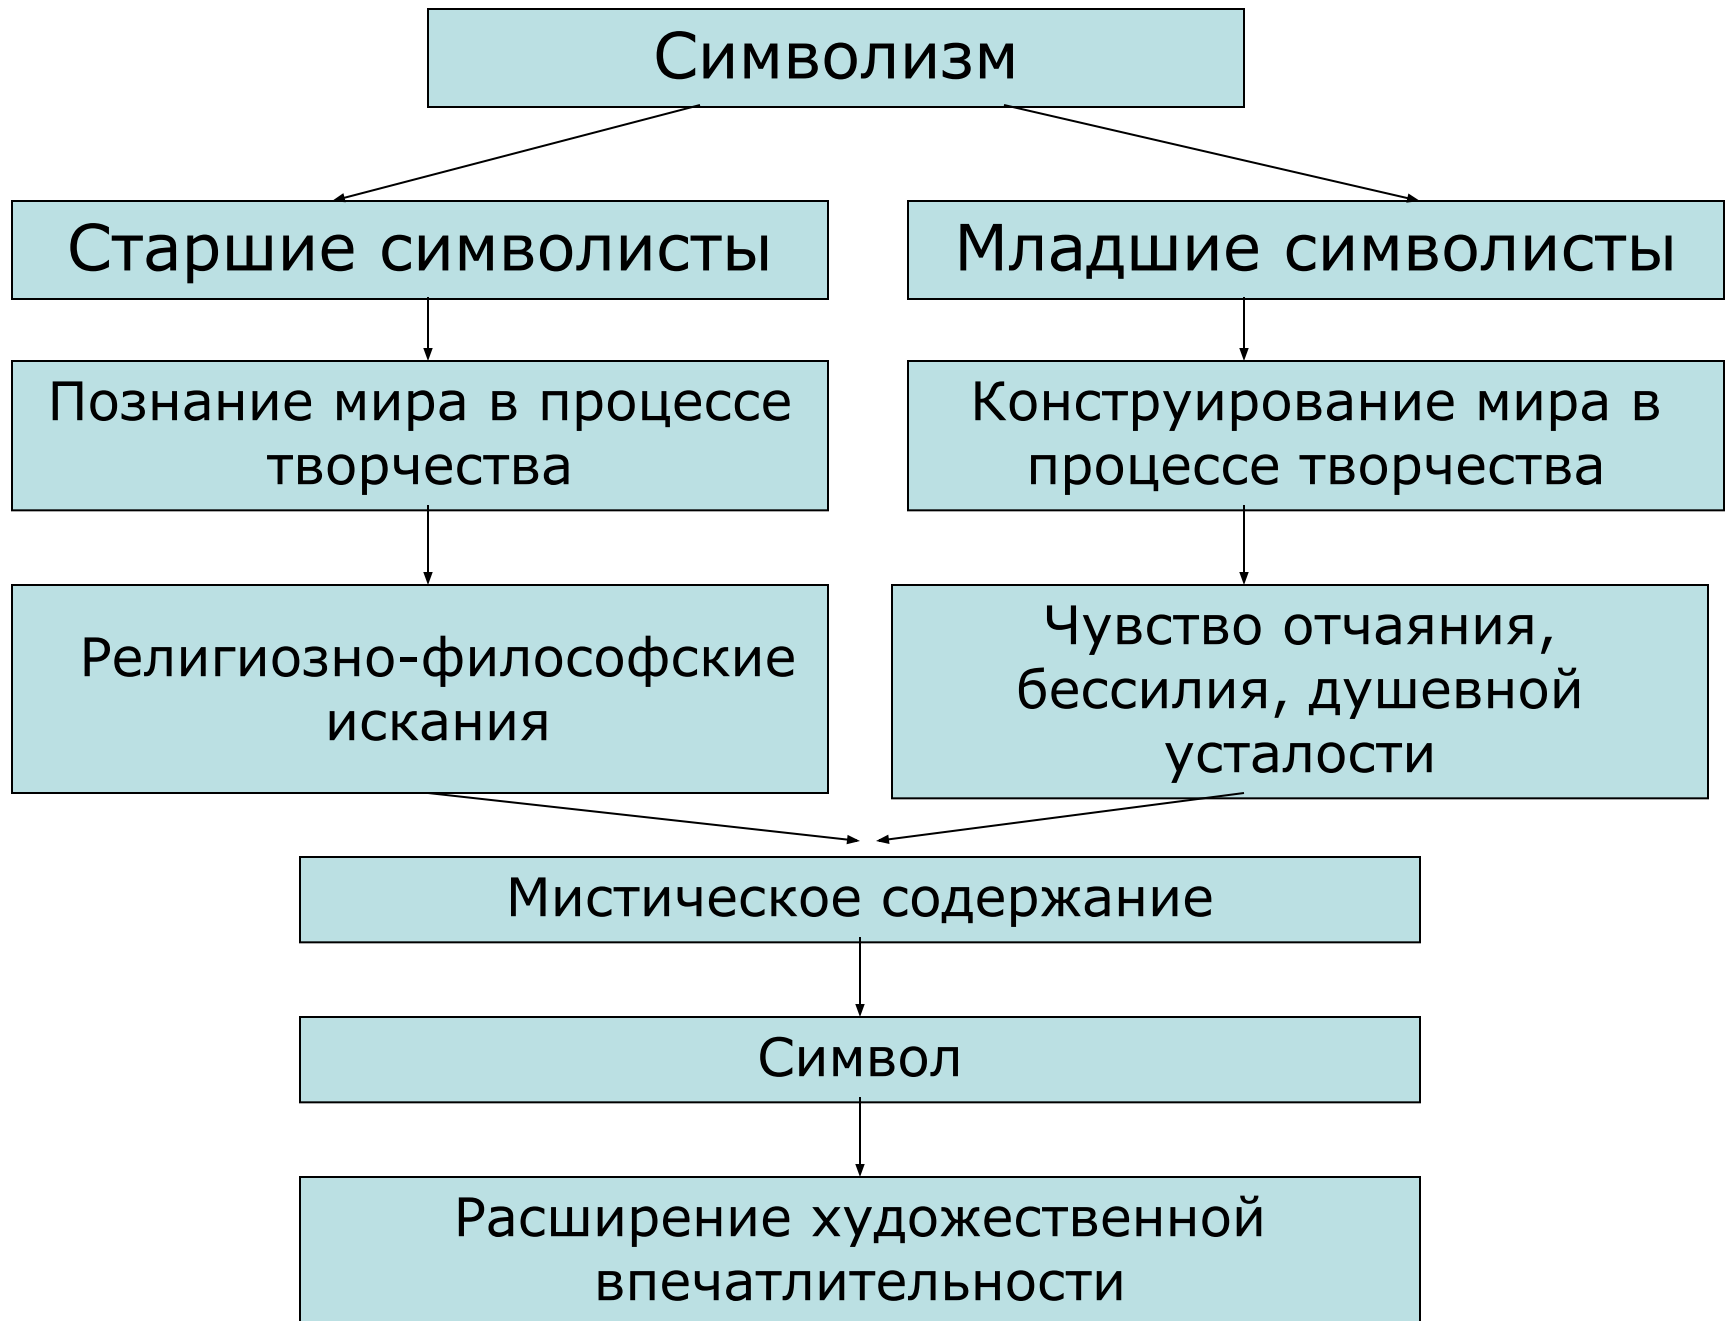 Символизм
Старшие символисты
Младшие символисты
Познание мира в процессе
творчества
Конструирование мира в
процессе творчества
Религиозно-философские
искания
Чувство отчаяния,
бессилия, душевной
усталости
Мистическое содержание
Символ
Расширение художественной
впечатлительности